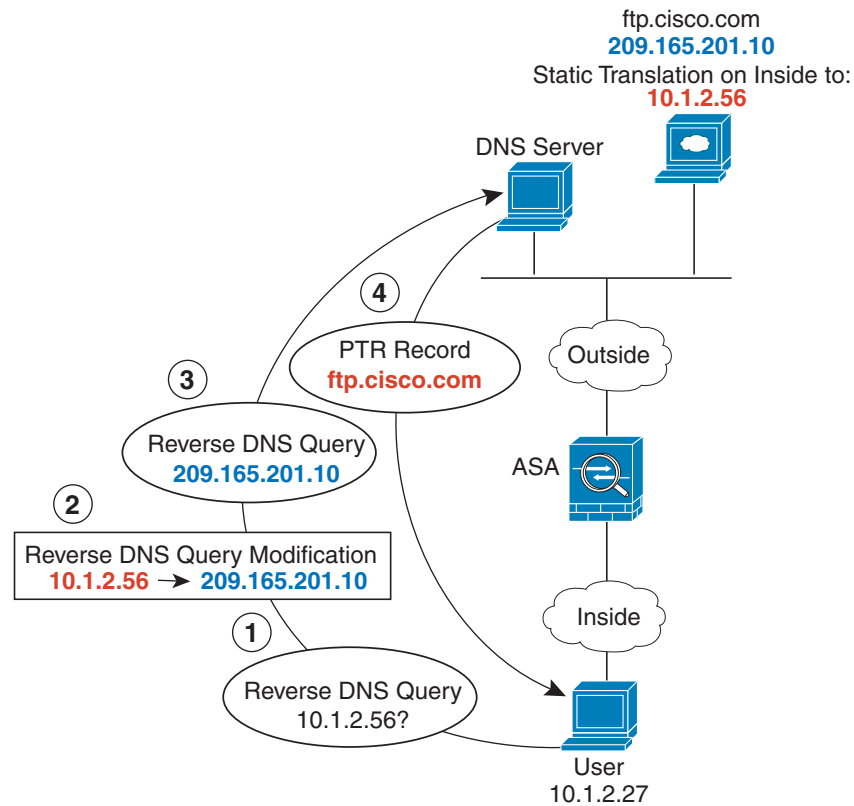 ftp.cisco.com
209.165.201.10
Static Translation on Inside to:
10.1.2.56
DNS Server
4
PTR Record
ftp.cisco.com
Outside
3
Reverse DNS Query
209.165.201.10
ASA
2
Reverse DNS Query Modification
10.1.2.56 → 209.165.201.10
1
Inside
Reverse DNS Query
10.1.2.56?
User
10.1.2.27